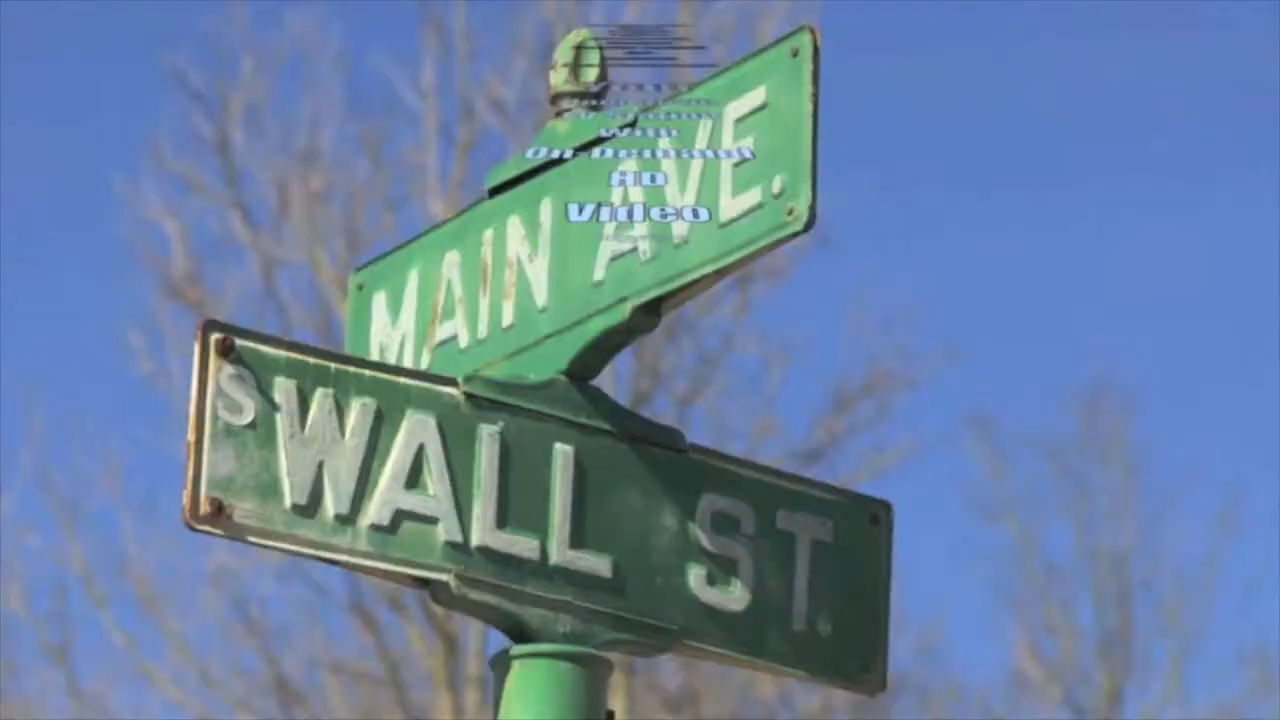 With
On-Demand!
HD
Video
MAIN AVE.
S WALL ST.